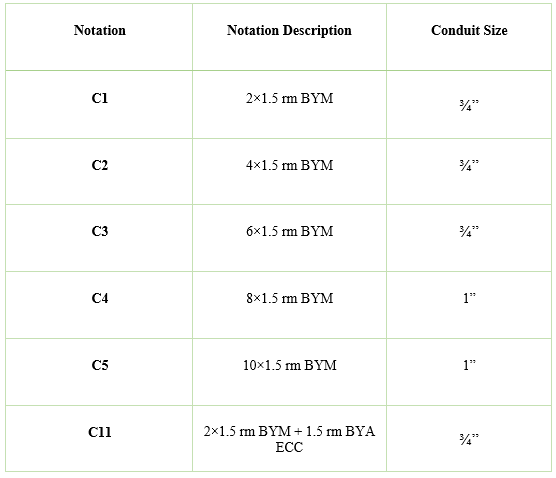 Notation Notation Description Conduit Size
C1 2×1.5 rm BYM ¾”
C2 4×1.5 rm BYM ¾”
C3 6×1.5 rm BYM ¾”
C4 8×1.5 rm BYM 1”
C5 10×1.5 rm BYM 1”
C11 2×1.5 rm BYM + 1.5 rm BYA ¾”
ECC